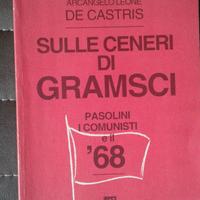 ARCANGELO LEONE
DE CASTRIS
SULLE CENERI
DI
GRAMSCI
PASOLINI
I COMUNISTI
E IL
'68